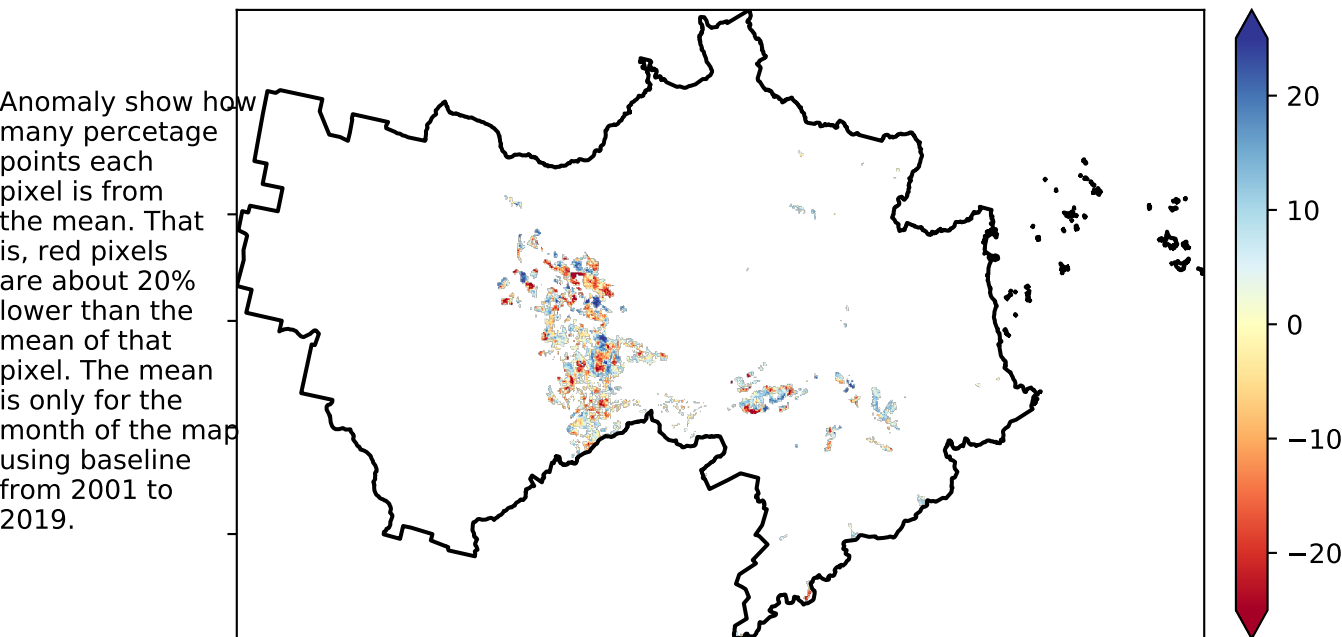 Anomaly show how
many percetage
points each
pixel is from
the mean. That
is, red pixels
are about 20%
lower than the
mean of that
pixel. The mean
is only for the
month of the map
using baseline
from 2001 to
2019.
20
10
0
−10
−20